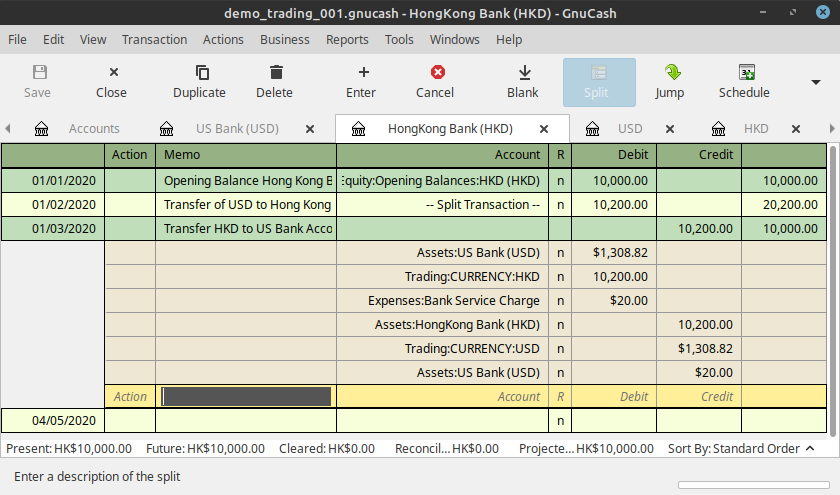 demo_trading_001.gnucash - HongKong Bank (HKD) - GnuCash
File Edit View Transaction Actions Business Reports Tools Windows Help
Save Close Duplicate Delete Enter Cancel Blank Split Jump Schedule
Accounts US Bank (USD) HongKong Bank (HKD) USD HKD
Action Memo Account R Debit Credit
01/01/2020 Opening Balance Hong Kong B Equity:Opening Balances:HKD (HKD) n 10,000.00 10,000.00
01/02/2020 Transfer of USD to Hong Kong -- Split Transaction -- n 10,200.00 20,200.00
01/03/2020 Transfer HKD to US Bank Acco n 10,200.00 10,000.00
Assets:US Bank (USD) n $1,308.82
Trading:CURRENCY:HKD n 10,200.00
Expenses:Bank Service Charge n $20.00
Assets:HongKong Bank (HKD) n 10,200.00
Trading:CURRENCY:USD n $1,308.82
Assets:US Bank (USD) n $20.00
Action Account R Debit Credit
04/05/2020 n
Present: HK$10,000.00 Future: HK$10,000.00 Cleared: HK$0.00 Reconcil... HK$0.00 Projecte... HK$10,000.00 Sort By: Standard Order
Enter a description of the split